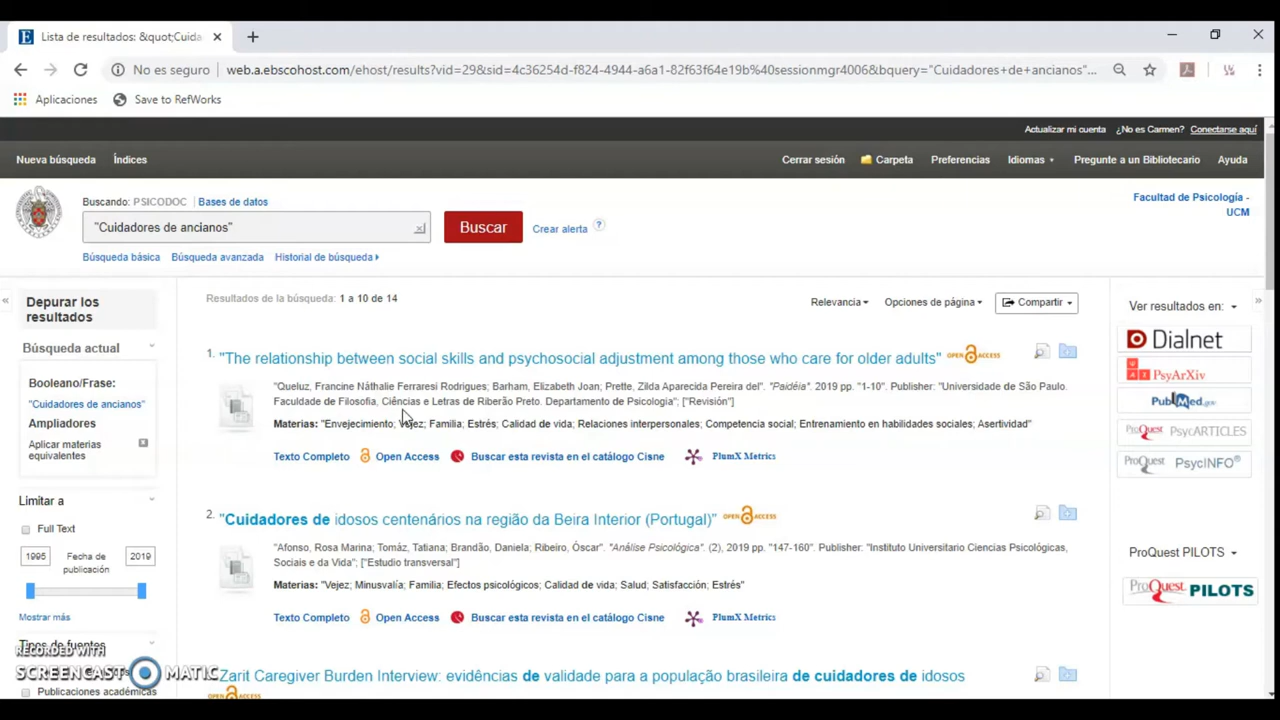 Lista de resultados: &quot;Cuida
No es seguro
web.a.ebscohost.com/ehost/results?vid=29&sid=4c36254d-f824-4944-a6a1-82f63f64e19b%40sessionmgr4006&bquery="Cuidadores+de+ancianos"...
Aplicaciones
Save to RefWorks
Actualizar mi cuenta ¿No es Carmen? Conectarse aquí
Nueva búsqueda Índices
Cerrar sesión Carpeta Preferencias Idiomas Pregunte a un Bibliotecario Ayuda
Buscando: PSICODOC | Bases de datos
"Cuidadores de ancianos"
Buscar
Crear alerta ?
Búsqueda básica Búsqueda avanzada Historial de búsqueda
Facultad de Psicología -
UCM
Depurar los
resultados
Búsqueda actual
Booleano/Frase:
"Cuidadores de ancianos"
Ampliadores
Aplicar materias
equivalentes
Limitar a
Full Text
1995 Fecha de
publicación 2019
Mostrar más
Tipos de fuentes
Publicaciones académicas
RECORDED WITH
SCREENCAST MATIC
Resultados de la búsqueda: 1 a 10 de 14
Relevancia Opciones de página Compartir
1. "The relationship between social skills and psychosocial adjustment among those who care for older adults" OPEN ACCESS
"Queluz, Francine Náthalie Ferraresi Rodrigues; Barham, Elizabeth Joan; Prette, Zilda Aparecida Pereira del". "Paidéia". 2019 pp. "1-10". Publisher: "Universidade de São Paulo.
Faculdade de Filosofia, Ciências e Letras de Riberão Preto. Departamento de Psicologia"; ["Revisión"]
Materias: "Envejecimiento; Vejez; Familia; Estrés; Calidad de vida; Relaciones interpersonales; Competencia social; Entrenamiento en habilidades sociales; Asertividad"
Texto Completo Open Access Buscar esta revista en el catálogo Cisne PlumX Metrics
2. "Cuidadores de idosos centenários na região da Beira Interior (Portugal)" OPEN ACCESS
"Afonso, Rosa Marina; Tomáz, Tatiana; Brandão, Daniela; Ribeiro, Óscar". "Análise Psicológica". (2), 2019 pp. "147-160". Publisher: "Instituto Universitario Ciencias Psicológicas,
Sociais e da Vida"; ["Estudio transversal"]
Materias: "Vejez; Minusvalía; Familia; Efectos psicológicos; Calidad de vida; Salud; Satisfacción; Estrés"
Texto Completo Open Access Buscar esta revista en el catálogo Cisne PlumX Metrics
Zarit Caregiver Burden Interview: evidências de validade para a população brasileira de cuidadores de idosos
OPEN ACCESS
Ver resultados en:
Dialnet
PsyArXiv
PubMed.gov
ProQuest PsycARTICLES
ProQuest PsycINFO®
ProQuest PILOTS
ProQuest PILOTS